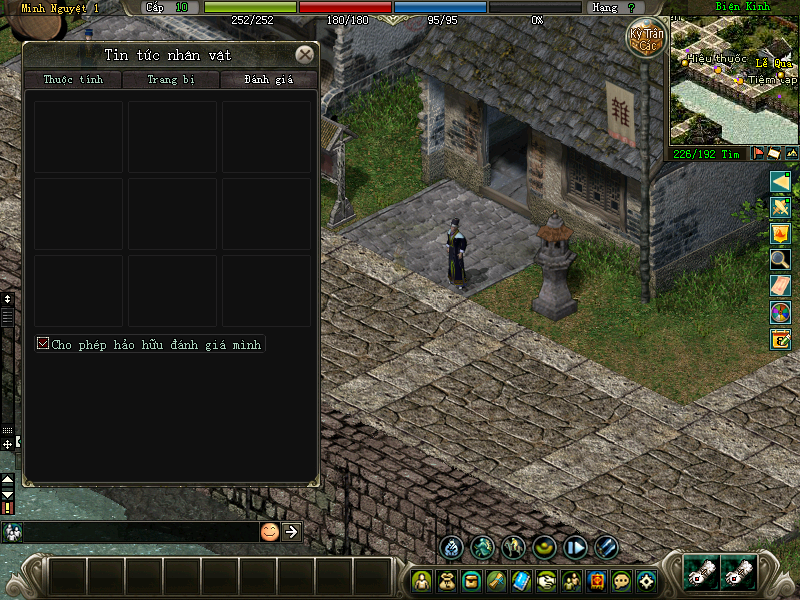 Minh Nguyệt 1
Cấp 10
252/252
180/180
95/95
0%
Hạng ?
Biên Kinh
Kỳ Trân Các
Hiệu thuốc
Lễ Quá
Tiệm tạp
226/192 Tìm
Tin tức nhân vật
Thuộc tính
Trang bị
Đánh giá
Cho phép hảo hữu đánh giá mình
雜